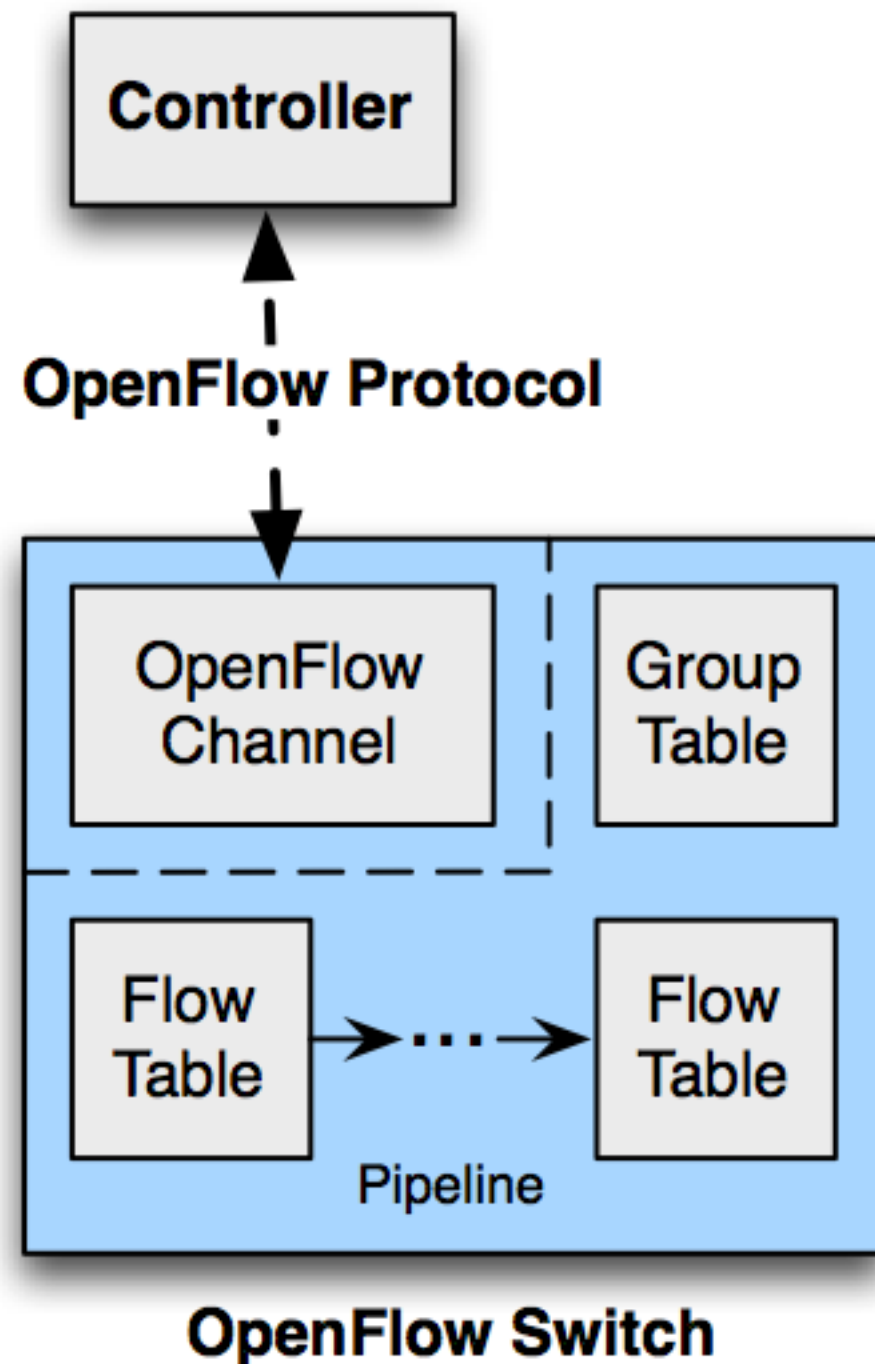 Controller
OpenFlow Protocol
OpenFlow
Channel
Group
Table
Flow
Table
...
Flow
Table
Pipeline
OpenFlow Switch